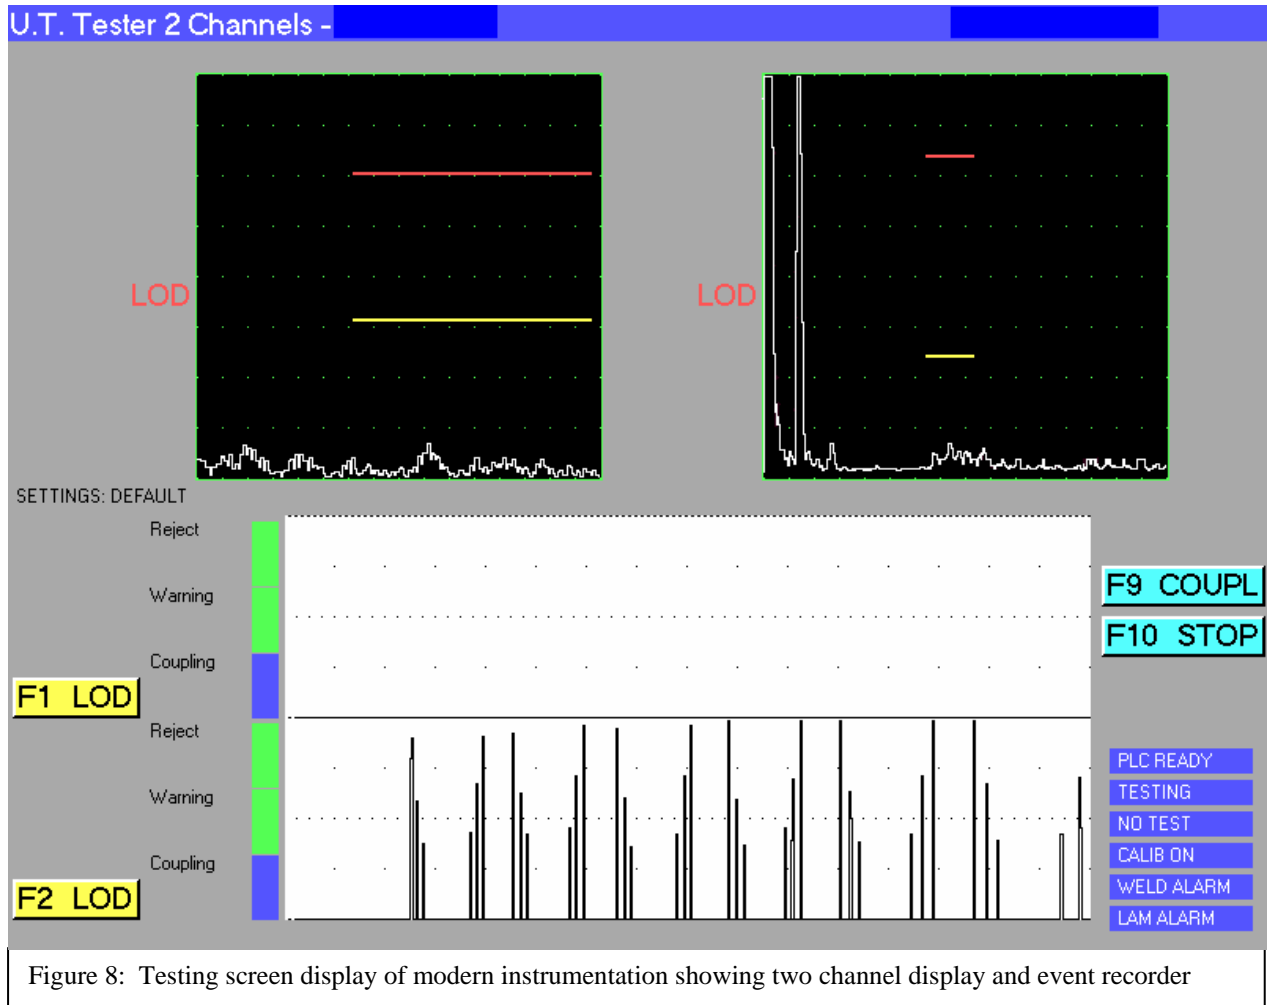 U.T. Tester 2 Channels -
LOD
LOD
SETTINGS: DEFAULT
Reject
Warning
Coupling
F1 LOD
Reject
Warning
Coupling
F2 LOD
F9 COUPL
F10 STOP
PLC READY
TESTING
NO TEST
CALIB ON
WELD ALARM
LAM ALARM
Figure 8: Testing screen display of modern instrumentation showing two channel display and event recorder